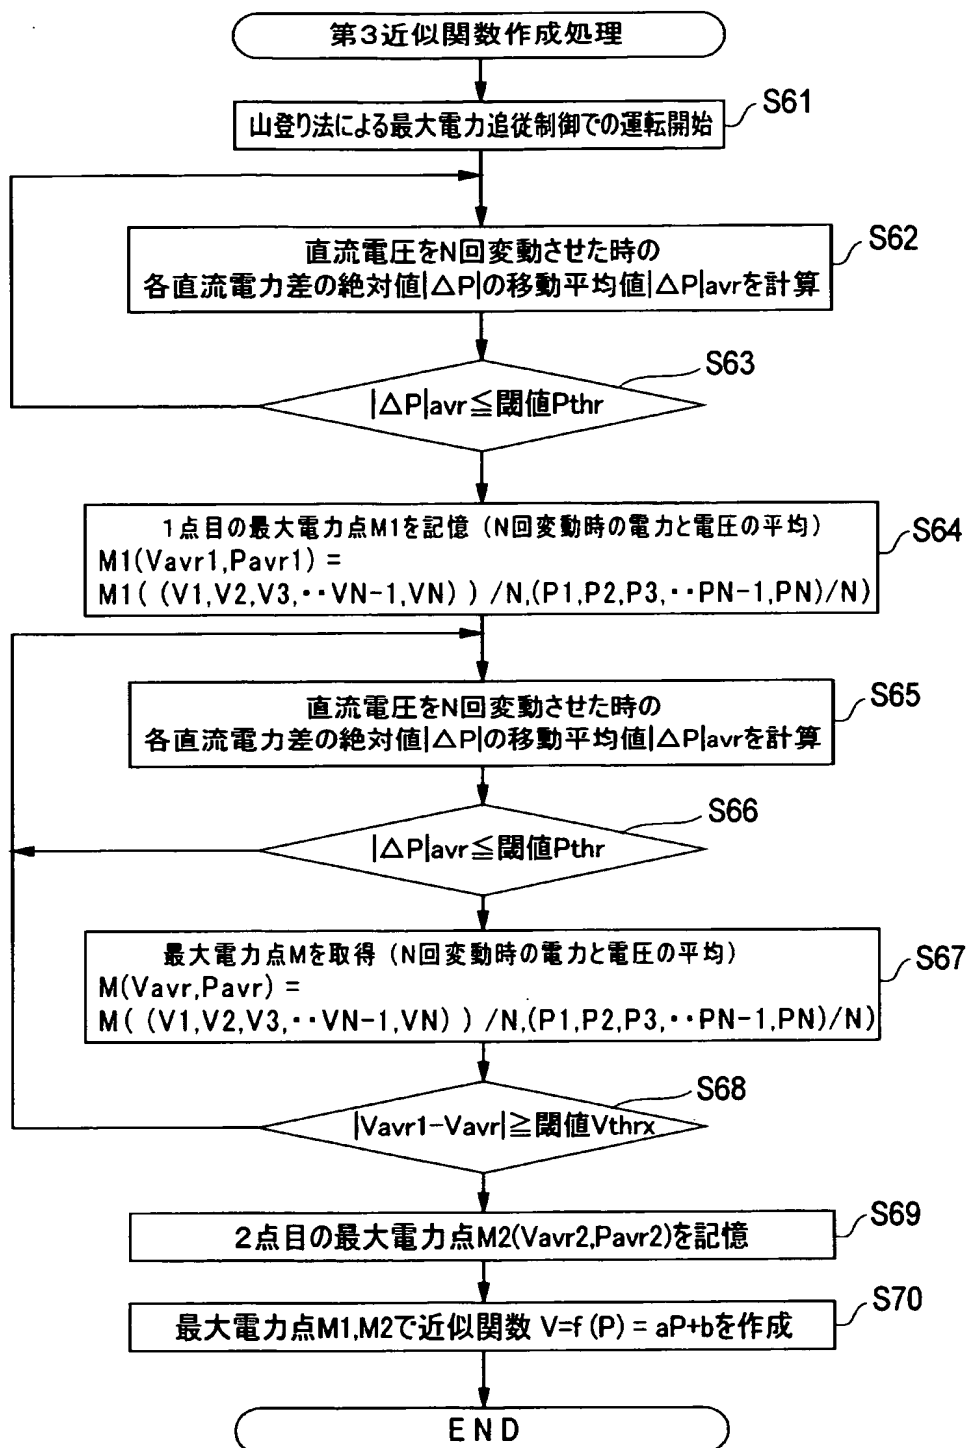 第3近似関数作成処理
S61
山登り法による最大電力追従制御での運転開始
S62
直流電圧をN回変動させた時の
各直流電力差の絶対値|△P|の移動平均値|△P|avrを計算
S63
|△P|avr≦閾値Pthr
S64
1点目の最大電力点M1を記憶（N回変動時の電力と電圧の平均）
M1(Vavr1,Pavr1) =
M1( (V1,V2,V3,‥VN-1,VN) ) /N,(P1,P2,P3,‥PN-1,PN)/N)
S65
直流電圧をN回変動させた時の
各直流電力差の絶対値|△P|の移動平均値|△P|avrを計算
S66
|△P|avr≦閾値Pthr
S67
最大電力点Mを取得（N回変動時の電力と電圧の平均）
M(Vavr,Pavr) =
M( (V1,V2,V3,‥VN-1,VN) ) /N,(P1,P2,P3,‥PN-1,PN)/N)
S68
|Vavr1-Vavr|≧閾値Vthrx
S69
2点目の最大電力点M2(Vavr2,Pavr2)を記憶
S70
最大電力点M1,M2で近似関数 V=f (P) = aP+bを作成
END